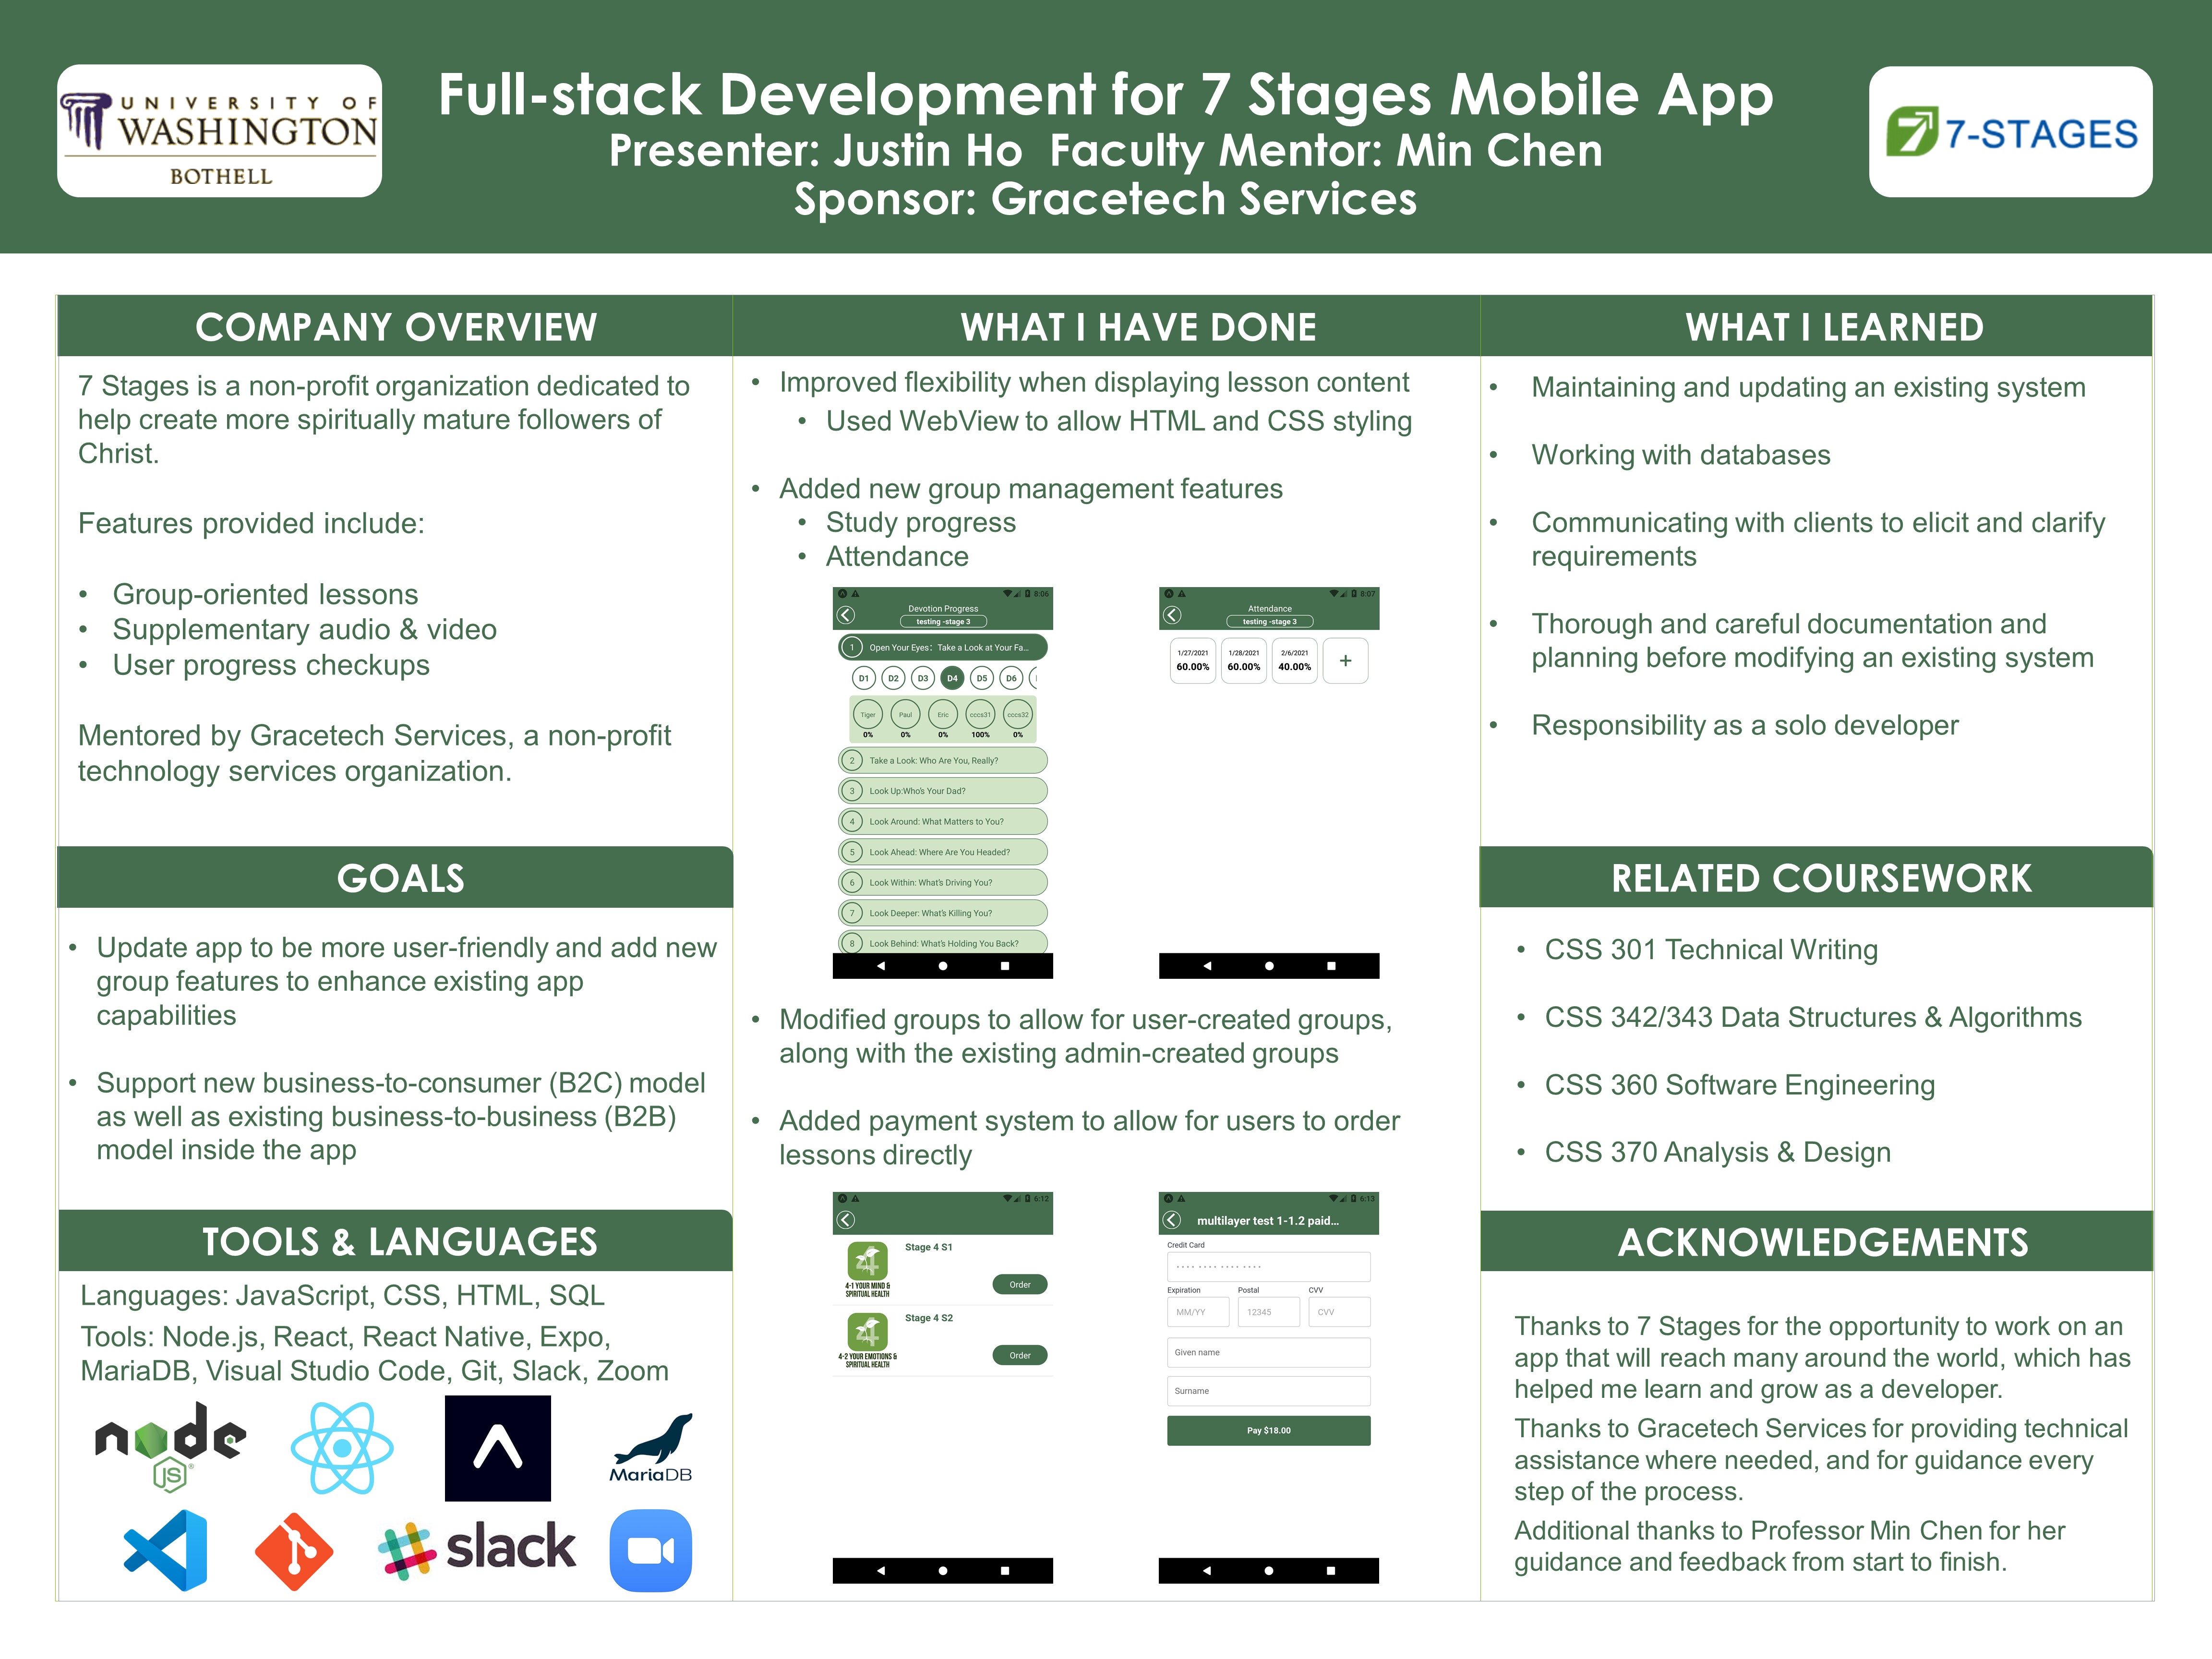 UNIVERSITY OF
WASHINGTON
BOTHELL
Full-stack Development for 7 Stages Mobile App
Presenter: Justin Ho  Faculty Mentor: Min Chen
Sponsor: Gracetech Services
7 7-STAGES
COMPANY OVERVIEW
7 Stages is a non-profit organization dedicated to
help create more spiritually mature followers of
Christ.
Features provided include:
• Group-oriented lessons
• Supplementary audio & video
• User progress checkups
Mentored by Gracetech Services, a non-profit
technology services organization.
GOALS
• Update app to be more user-friendly and add new
group features to enhance existing app
capabilities
• Support new business-to-consumer (B2C) model
as well as existing business-to-business (B2B)
model inside the app
TOOLS & LANGUAGES
Languages: JavaScript, CSS, HTML, SQL
Tools: Node.js, React, React Native, Expo,
MariaDB, Visual Studio Code, Git, Slack, Zoom
node
JS
MariaDB
slack
WHAT I HAVE DONE
• Improved flexibility when displaying lesson content
• Used WebView to allow HTML and CSS styling
• Added new group management features
• Study progress
• Attendance
8:06
Devotion Progress
testing -stage 3
1 Open Your Eyes: Take a Look at Your Fa...
D1 D2 D3 D4 D5 D6
Tiger Paul Eric cccs31 cccs32
0% 0% 0% 100% 0%
2 Take a Look: Who Are You, Really?
3 Look Up:Who's Your Dad?
4 Look Around: What Matters to You?
5 Look Ahead: Where Are You Headed?
6 Look Within: What's Driving You?
7 Look Deeper: What's Killing You?
8 Look Behind: What's Holding You Back?
8:07
Attendance
testing -stage 3
1/27/2021 1/28/2021 2/6/2021
60.00% 60.00% 40.00% +
• Modified groups to allow for user-created groups,
along with the existing admin-created groups
• Added payment system to allow for users to order
lessons directly
6:12
4
Stage 4 S1
4-1 YOUR MIND &
SPIRITUAL HEALTH
Order
4
Stage 4 S2
4-2 YOUR EMOTIONS &
SPIRITUAL HEALTH
Order
6:13
multilayer test 1-1.2 paid...
Credit Card
Expiration Postal CVV
MM/YY 12345 CVV
Given name
Surname
Pay $18.00
WHAT I LEARNED
• Maintaining and updating an existing system
• Working with databases
• Communicating with clients to elicit and clarify
requirements
• Thorough and careful documentation and
planning before modifying an existing system
• Responsibility as a solo developer
RELATED COURSEWORK
• CSS 301 Technical Writing
• CSS 342/343 Data Structures & Algorithms
• CSS 360 Software Engineering
• CSS 370 Analysis & Design
ACKNOWLEDGEMENTS
Thanks to 7 Stages for the opportunity to work on an
app that will reach many around the world, which has
helped me learn and grow as a developer.
Thanks to Gracetech Services for providing technical
assistance where needed, and for guidance every
step of the process.
Additional thanks to Professor Min Chen for her
guidance and feedback from start to finish.